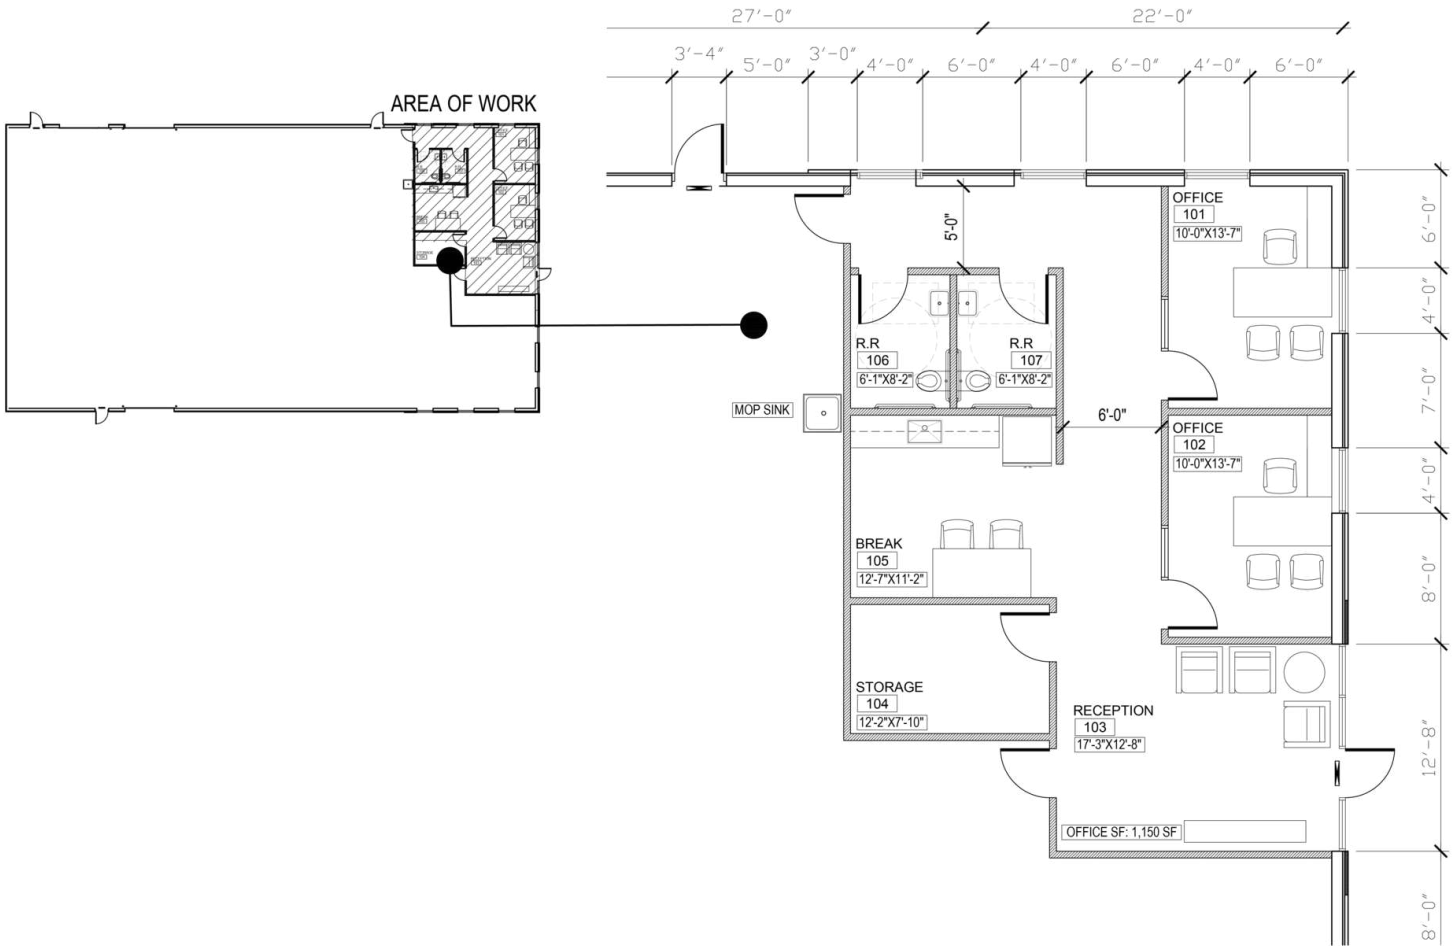 27'-0"
22'-0"
3'-4"
5'-0"
3'-0"
4'-0"
6'-0"
4'-0"
6'-0"
4'-0"
6'-0"
AREA OF WORK
OFFICE
101
10'-0"X13'-7"
5'-0"
6'-0"
4'-0"
R.R
106
6'-1"X8'-2"
R.R
107
6'-1"X8'-2"
7'-0"
MOP SINK
6'-0"
OFFICE
102
10'-0"X13'-7"
4'-0"
BREAK
105
12'-7"X11'-2"
8'-0"
STORAGE
104
12'-2"X7'-10"
RECEPTION
103
17'-3"X12'-8"
12'-8"
OFFICE SF: 1,150 SF
8'-0"